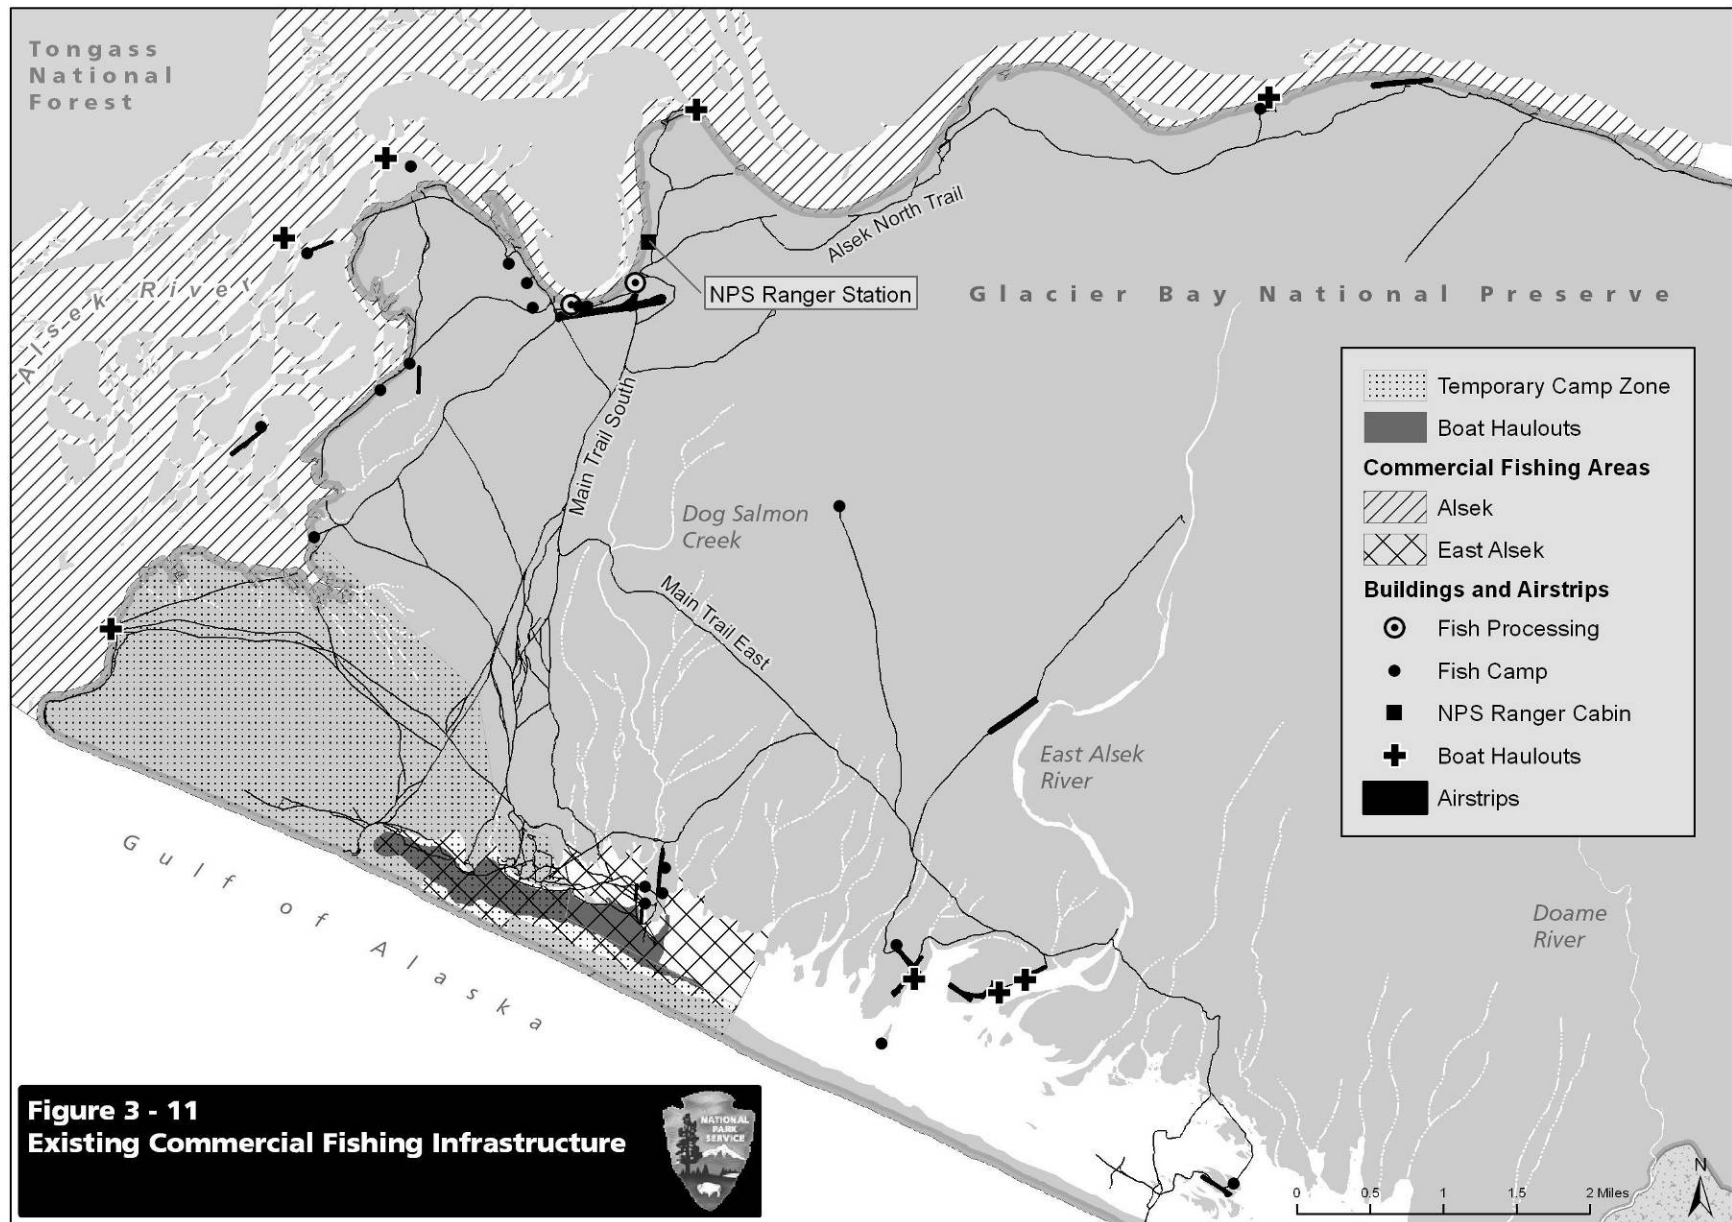 Tongass
National
Forest
Alsek River
Alsek North Trail
NPS Ranger Station
Glacier Bay National Preserve
Main Trail South
Dog Salmon
Creek
Main Trail East
East Alsek
River
Doame
River
Gulf of Alaska
Temporary Camp Zone
Boat Haulouts
Commercial Fishing Areas
Alsek
East Alsek
Buildings and Airstrips
Fish Processing
Fish Camp
NPS Ranger Cabin
Boat Haulouts
Airstrips
Figure 3 - 11
Existing Commercial Fishing Infrastructure
NATIONAL
PARK
SERVICE
N
0 0.5 1 1.5 2 Miles